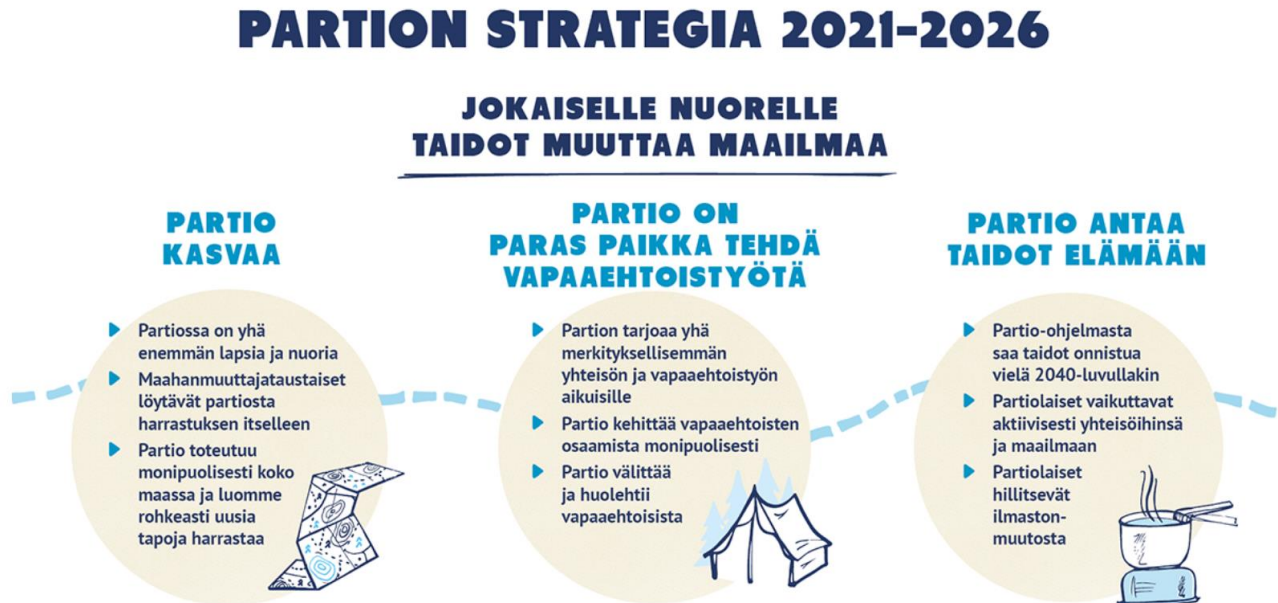 PARTION STRATEGIA 2021–2026
JOKAISELLE NUORELLE
TAIDOT MUUTTAA MAAILMAA
PARTIO
KASVAA
Partiossa on yhä
enemmän lapsia ja nuoria
Maahanmuuttajataustaiset
löytävät partiosta
harrastuksen itselleen
Partio toteutuu
monipuolisesti koko
maassa ja luomme
rohkeasti uusia
tapoja harrastaa
PARTIO ON
PARAS PAIKKA TEHDÄ
VAPAAEHTOISTYÖTÄ
Partion tarjoaa yhä
merkityksellisemmän
yhteisön ja vapaaehtoistyön
aikuisille
Partio kehittää vapaaehtoisten
osaamista monipuolisesti
Partio välittää
ja huolehtii
vapaaehtoisista
PARTIO ANTAA
TAIDOT ELÄMÄÄN
Partio-ohjelmasta
saa taidot onnistua
vielä 2040-luvullakin
Partiolaiset vaikuttavat
aktiivisesti yhteisöihinsä
ja maailmaan
Partiolaiset
hillitsevät
ilmaston-
muutosta